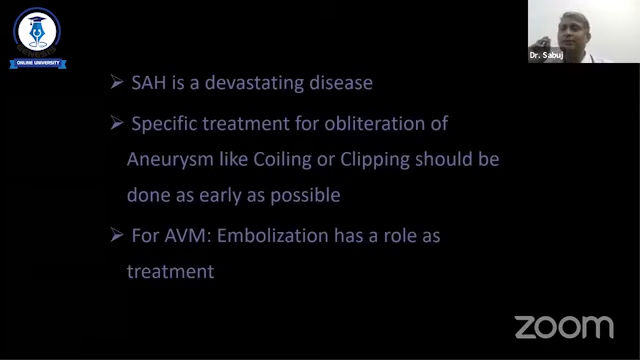 ONLINE UNIVERSITY
Dr. Sabuj
➢ SAH is a devastating disease
➢ Specific treatment for obliteration of
Aneurysm like Coiling or Clipping should be
done as early as possible
➢ For AVM: Embolization has a role as
treatment
zoom